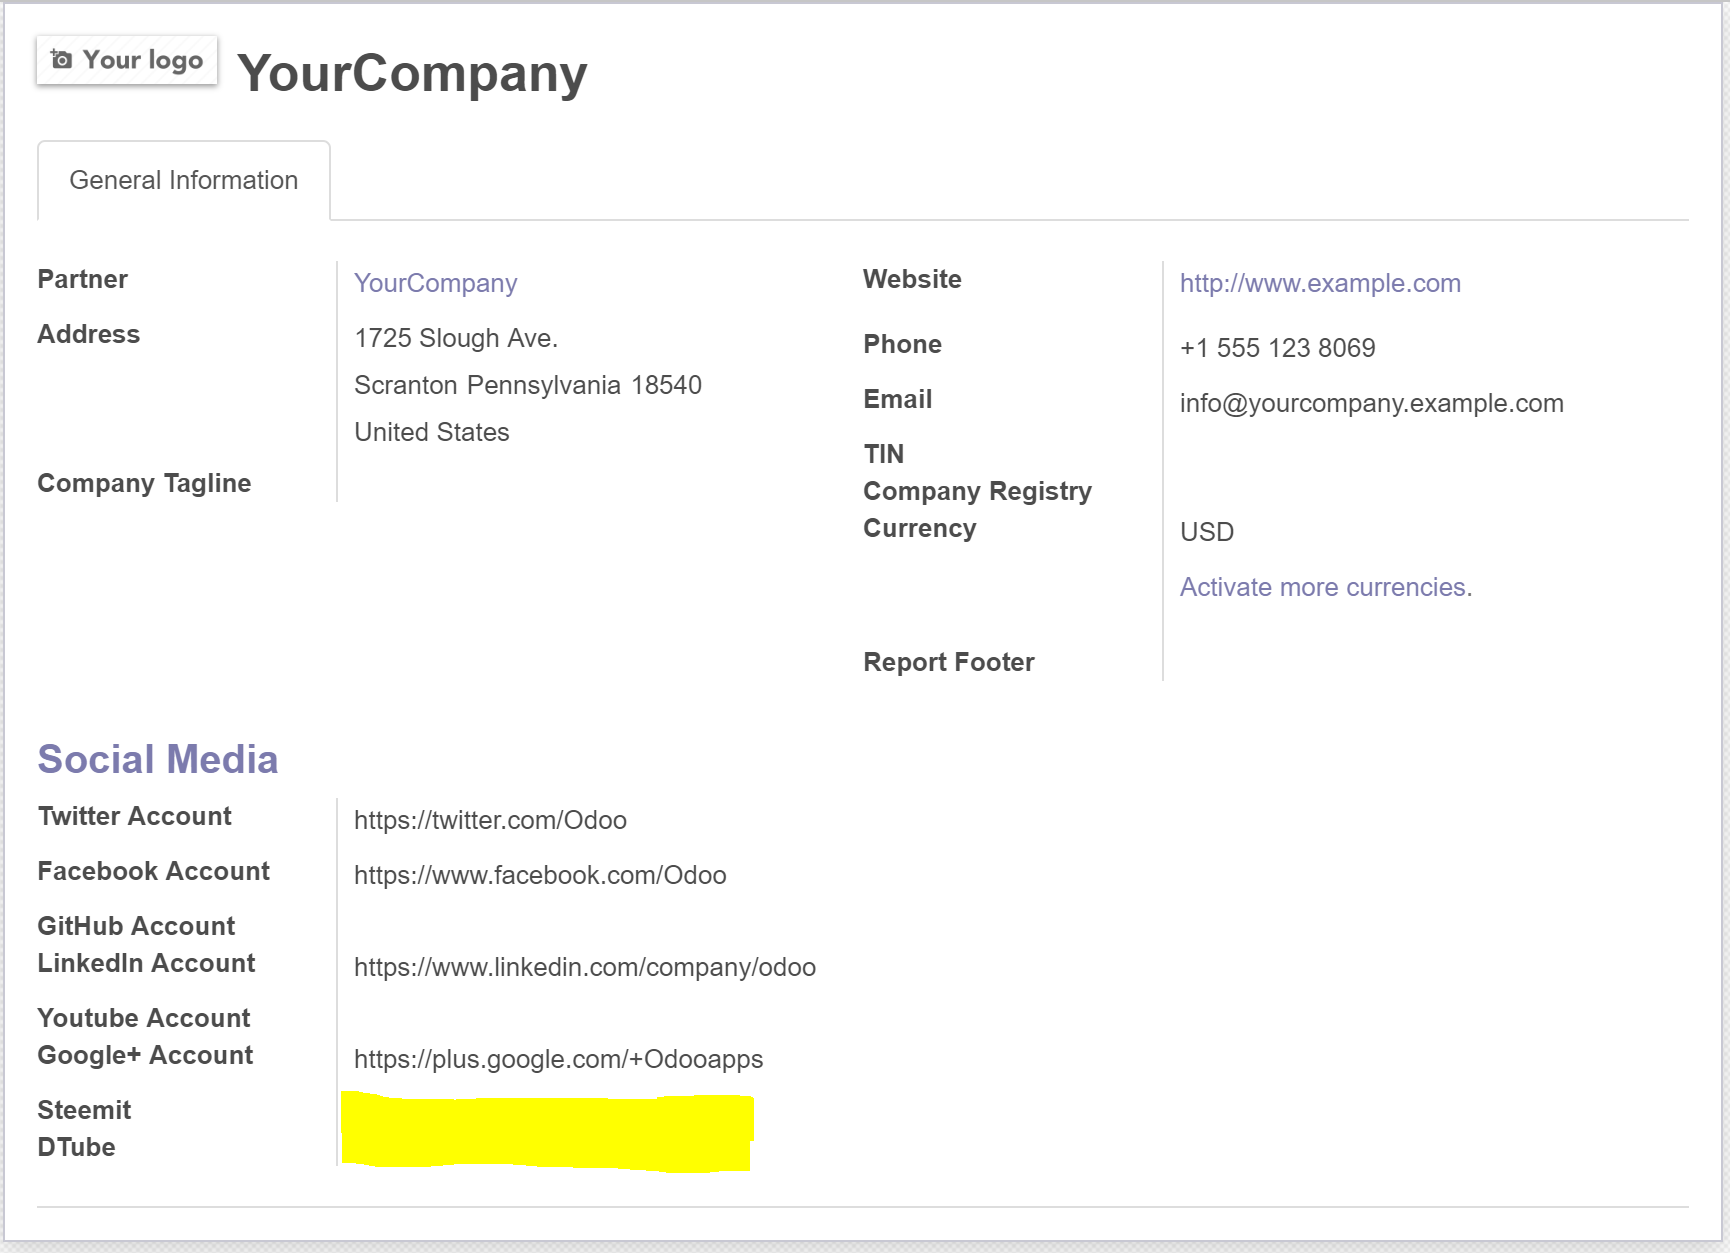 Your logo
YourCompany
General Information
Partner YourCompany
Address 1725 Slough Ave.
Scranton Pennsylvania 18540
United States
Company Tagline
Website http://www.example.com
Phone +1 555 123 8069
Email info@yourcompany.example.com
TIN
Company Registry
Currency USD
Activate more currencies.
Report Footer
Social Media
Twitter Account https://twitter.com/Odoo
Facebook Account https://www.facebook.com/Odoo
GitHub Account
LinkedIn Account https://www.linkedin.com/company/odoo
Youtube Account
Google+ Account https://plus.google.com/+Odooapps
Steemit
DTube